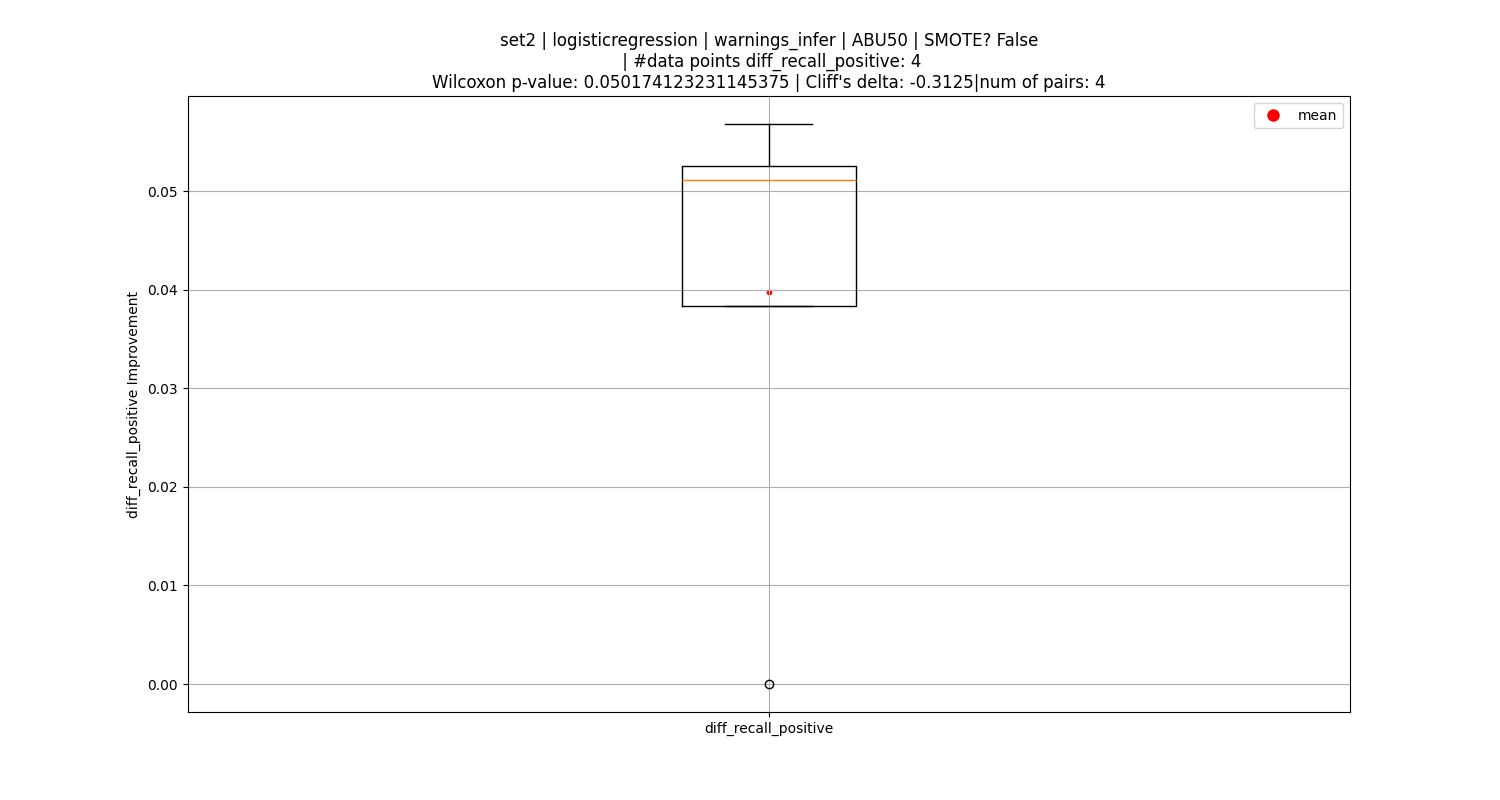 set2 | logisticregression | warnings_infer | ABU50 | SMOTE? False
| #data points diff_recall_positive: 4
Wilcoxon p-value: 0.050174123231145375 | Cliff's delta: -0.3125|num of pairs: 4
mean
diff_recall_positive Improvement
0.05
0.04
0.03
0.02
0.01
0.00
diff_recall_positive